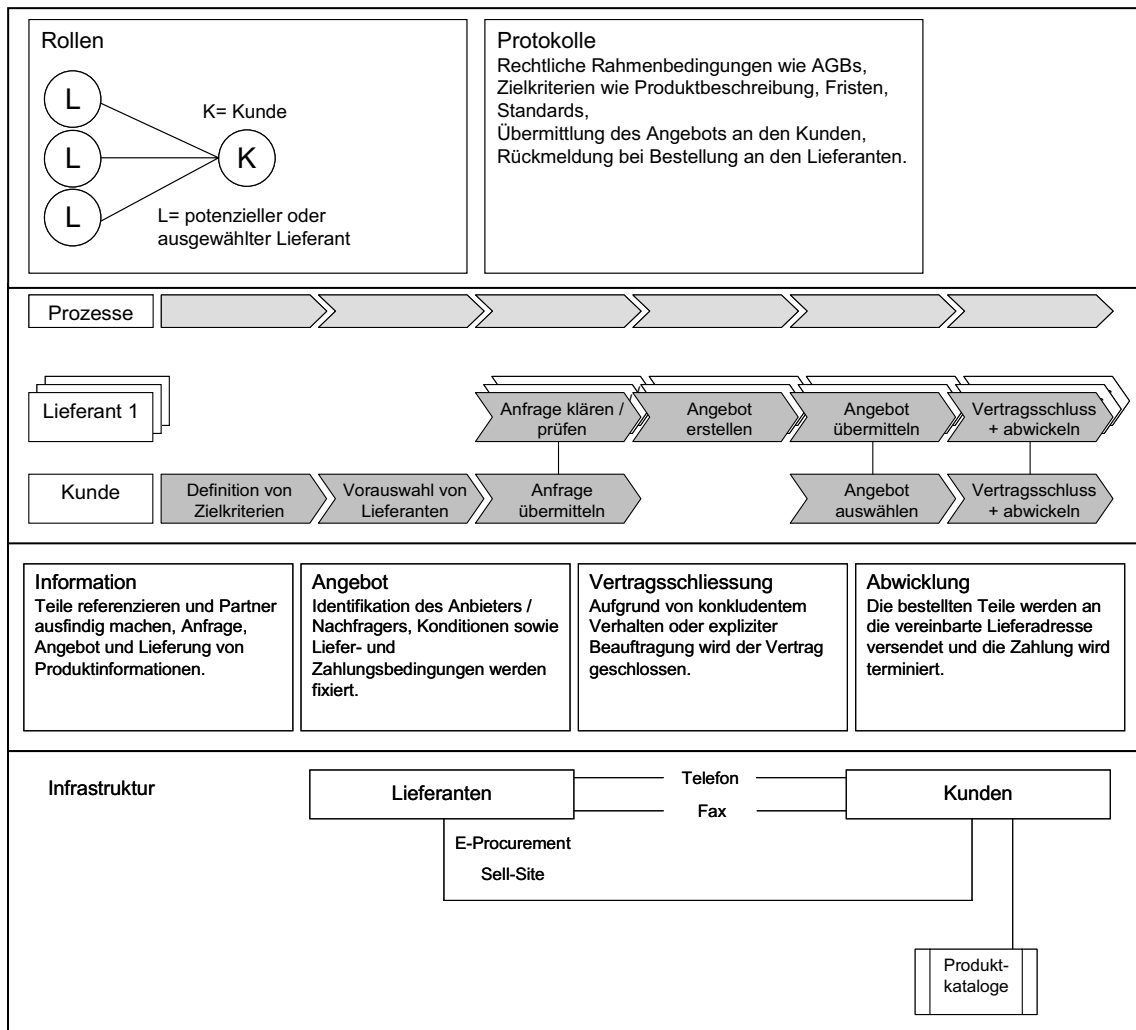 Rollen
L
L
L
K= Kunde
K
L= potenzieller oder
ausgewählter Lieferant
Protokolle
Rechtliche Rahmenbedingungen wie AGBs,
Zielkriterien wie Produktbeschreibung, Fristen,
Standards,
Übermittlung des Angebots an den Kunden,
Rückmeldung bei Bestellung an den Lieferanten.
Prozesse
Lieferant 1
Anfrage klären /
prüfen
Angebot
erstellen
Angebot
übermitteln
Vertragsschluss
+ abwickeln
Kunde
Definition von
Zielkriterien
Vorauswahl von
Lieferanten
Anfrage
übermitteln
Angebot
auswählen
Vertragsschluss
+ abwickeln
Information
Teile referenzieren und Partner
ausfindig machen, Anfrage,
Angebot und Lieferung von
Produktinformationen.
Angebot
Identifikation des Anbieters /
Nachfragers, Konditionen sowie
Liefer- und
Zahlungsbedingungen werden
fixiert.
Vertragsschliessung
Aufgrund von konkludentem
Verhalten oder expliziter
Beauftragung wird der Vertrag
geschlossen.
Abwicklung
Die bestellten Teile werden an
die vereinbarte Lieferadresse
versendet und die Zahlung wird
terminiert.
Infrastruktur
Lieferanten
Telefon
Fax
Kunden
E-Procurement
Sell-Site
Produkt-
kataloge